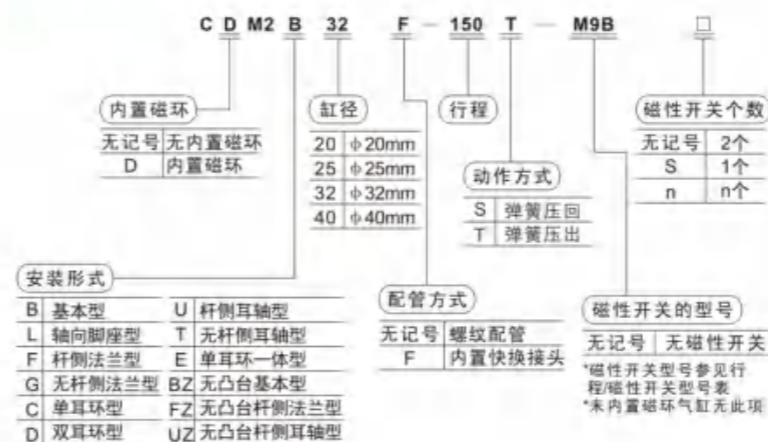 C D M2 B 32 F — 150 T — M9B □
内置磁环
无记号 无内置磁环
D 内置磁环
缸径
20 φ20mm
25 φ25mm
32 φ32mm
40 φ40mm
行程
动作方式
S 弹簧压回
T 弹簧压出
磁性开关个数
无记号 2个
S 1个
n n个
安装形式
B 基本型 U 杆侧耳轴型
L 轴向脚座型 T 无杆侧耳轴型
F 杆侧法兰型 E 单耳环一体型
G 无杆侧法兰型 BZ 无凸台基本型
C 单耳环型 FZ 无凸台杆侧法兰型
D 双耳环型 UZ 无凸台杆侧耳轴型
配管方式
无记号 螺纹配管
F 内置快换接头
磁性开关的型号
无记号 无磁性开关
*磁性开关型号参见行
程/磁性开关型号表
*未内置磁环气缸无此项